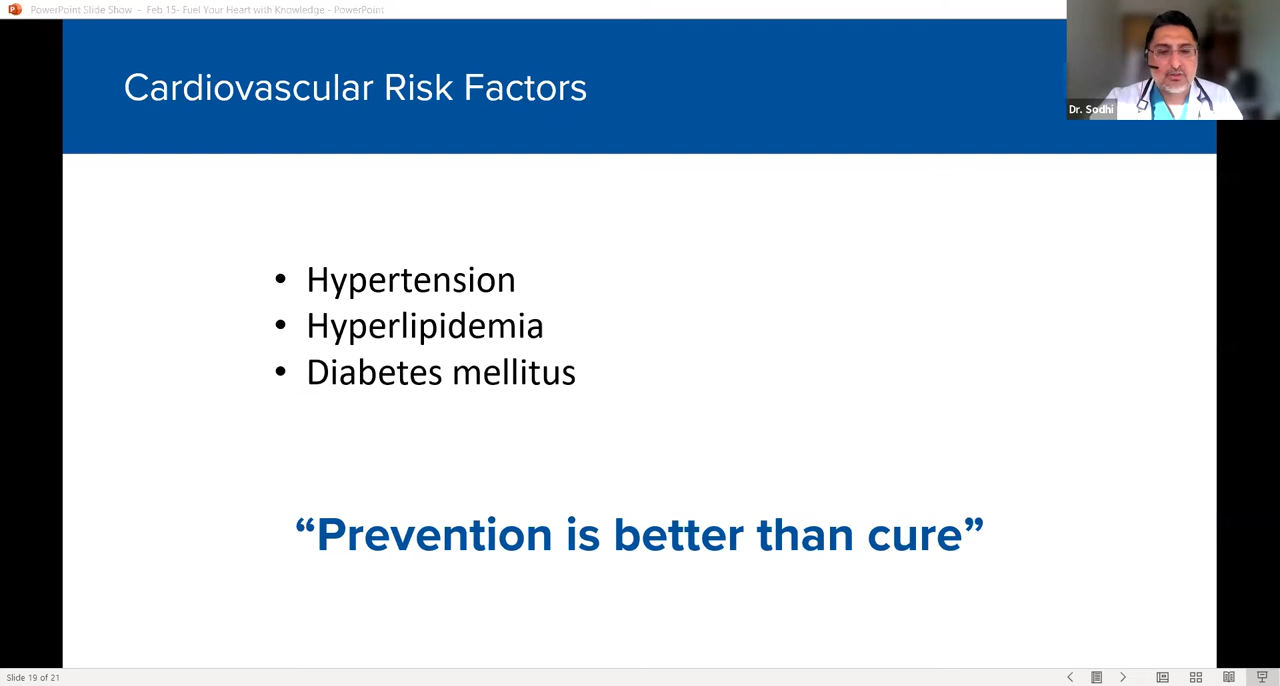 PowerPoint Slide Show - Feb 15- Fuel Your Heart with Knowledge - PowerPoint
Dr. Sodhi
Cardiovascular Risk Factors
• Hypertension
• Hyperlipidemia
• Diabetes mellitus
“Prevention is better than cure”
Slide 19 of 21